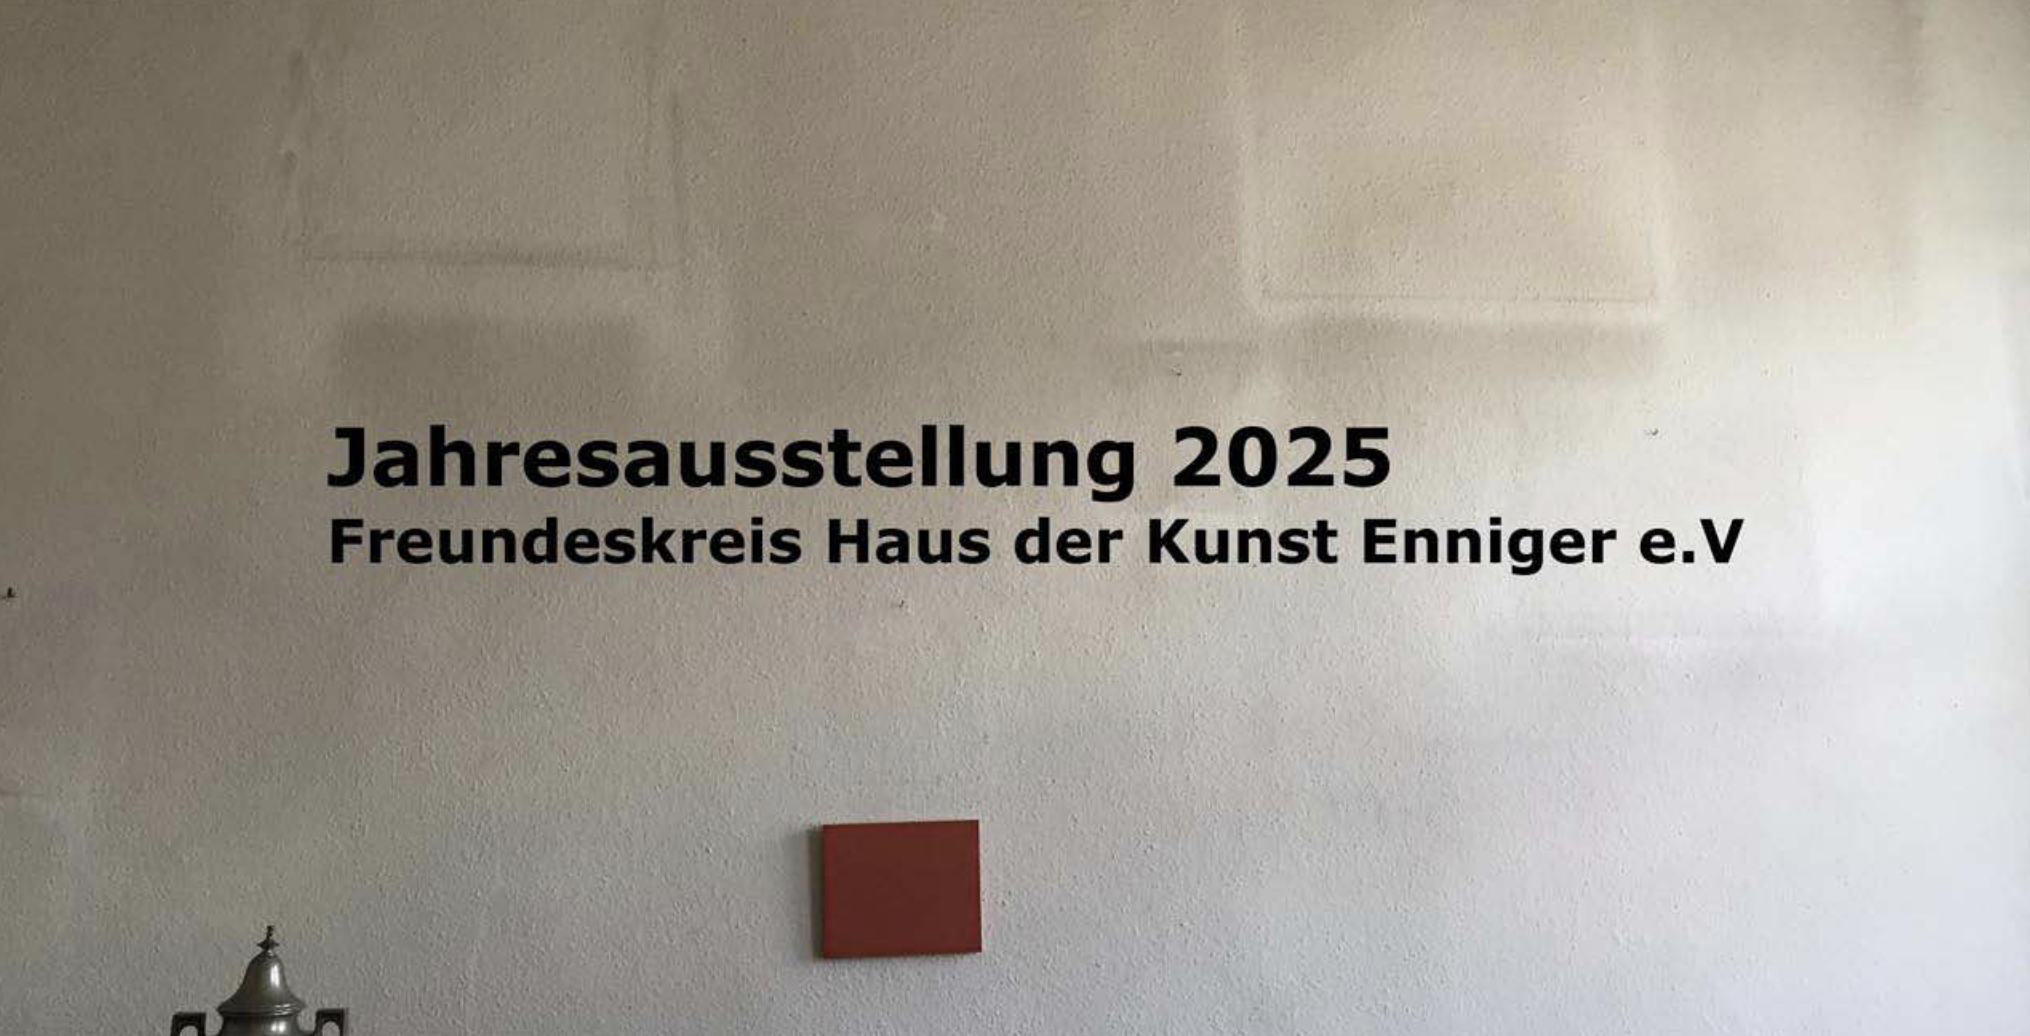 Jahresausstellung 2025
Freundeskreis Haus der Kunst Enniger e.V